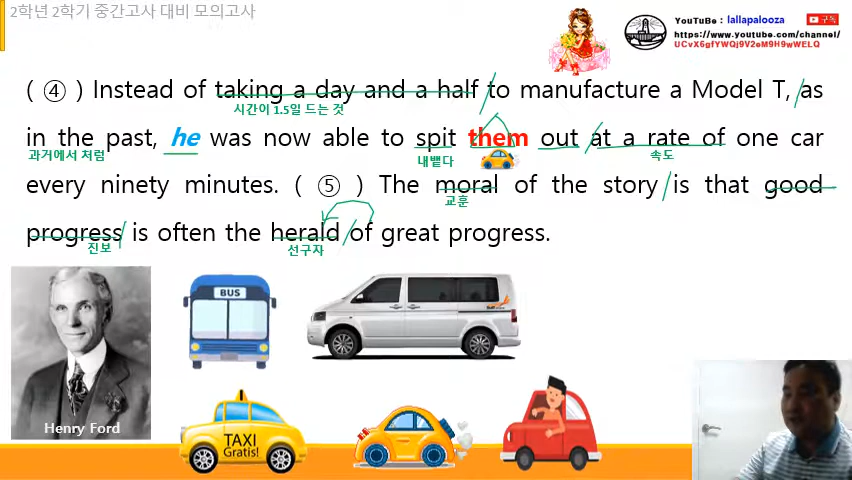 2학년 2학기 중간고사 대비 모의고사
YouTuBe : lallapalooza 구독
https://www.youtube.com/channel/
UCvX6gfYWQj9V2eM9H9wWELQ
( ④ ) Instead of taking a day and a half to manufacture a Model T, as
시간이 1.5일 드는 것
in the past, he was now able to spit them out at a rate of one car
과거에서 처럼 내뱉다 속도
every ninety minutes. ( ⑤ ) The moral of the story is that good
교훈
progress is often the herald of great progress.
진보 선구자
BUS
Henry Ford
TAXI
Gratis!